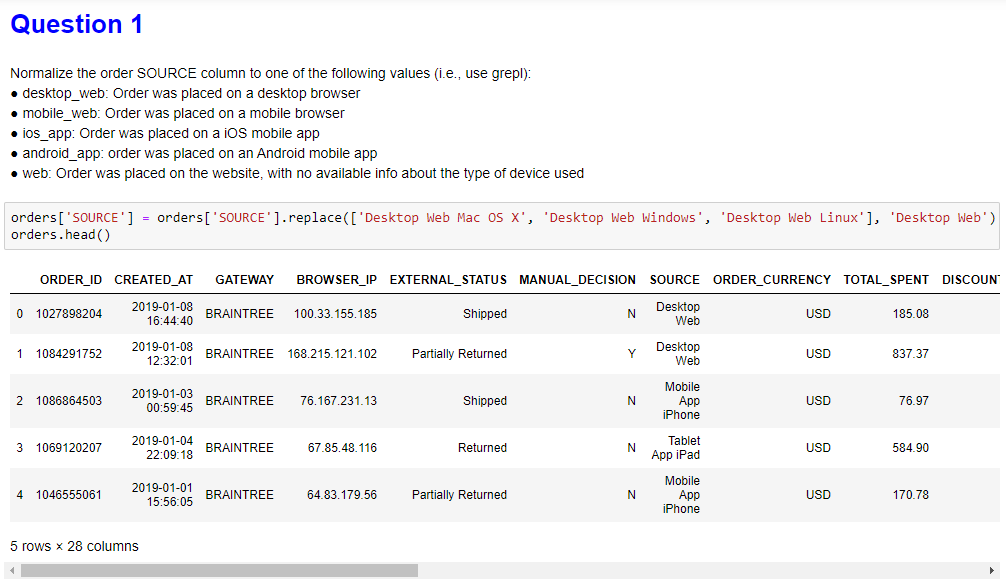 Question 1
Normalize the order SOURCE column to one of the following values (i.e., use grepl):
● desktop_web: Order was placed on a desktop browser
● mobile_web: Order was placed on a mobile browser
● ios_app: Order was placed on a iOS mobile app
● android_app: order was placed on an Android mobile app
● web: Order was placed on the website, with no available info about the type of device used
orders['SOURCE'] = orders['SOURCE'].replace(['Desktop Web Mac OS X', 'Desktop Web Windows', 'Desktop Web Linux'], 'Desktop Web')
orders.head()
ORDER_ID CREATED_AT GATEWAY BROWSER_IP EXTERNAL_STATUS MANUAL_DECISION SOURCE ORDER_CURRENCY TOTAL_SPENT DISCOUNT
0 1027898204 2019-01-08 16:44:40 BRAINTREE 100.33.155.185 Shipped N Desktop Web USD 185.08
1 1084291752 2019-01-08 12:32:01 BRAINTREE 168.215.121.102 Partially Returned Y Desktop Web USD 837.37
2 1086864503 2019-01-03 00:59:45 BRAINTREE 76.167.231.13 Shipped N Mobile App iPhone USD 76.97
3 1069120207 2019-01-04 22:09:18 BRAINTREE 67.85.48.116 Returned N Tablet App iPad USD 584.90
4 1046555061 2019-01-01 15:56:05 BRAINTREE 64.83.179.56 Partially Returned N Mobile App iPhone USD 170.78
5 rows × 28 columns